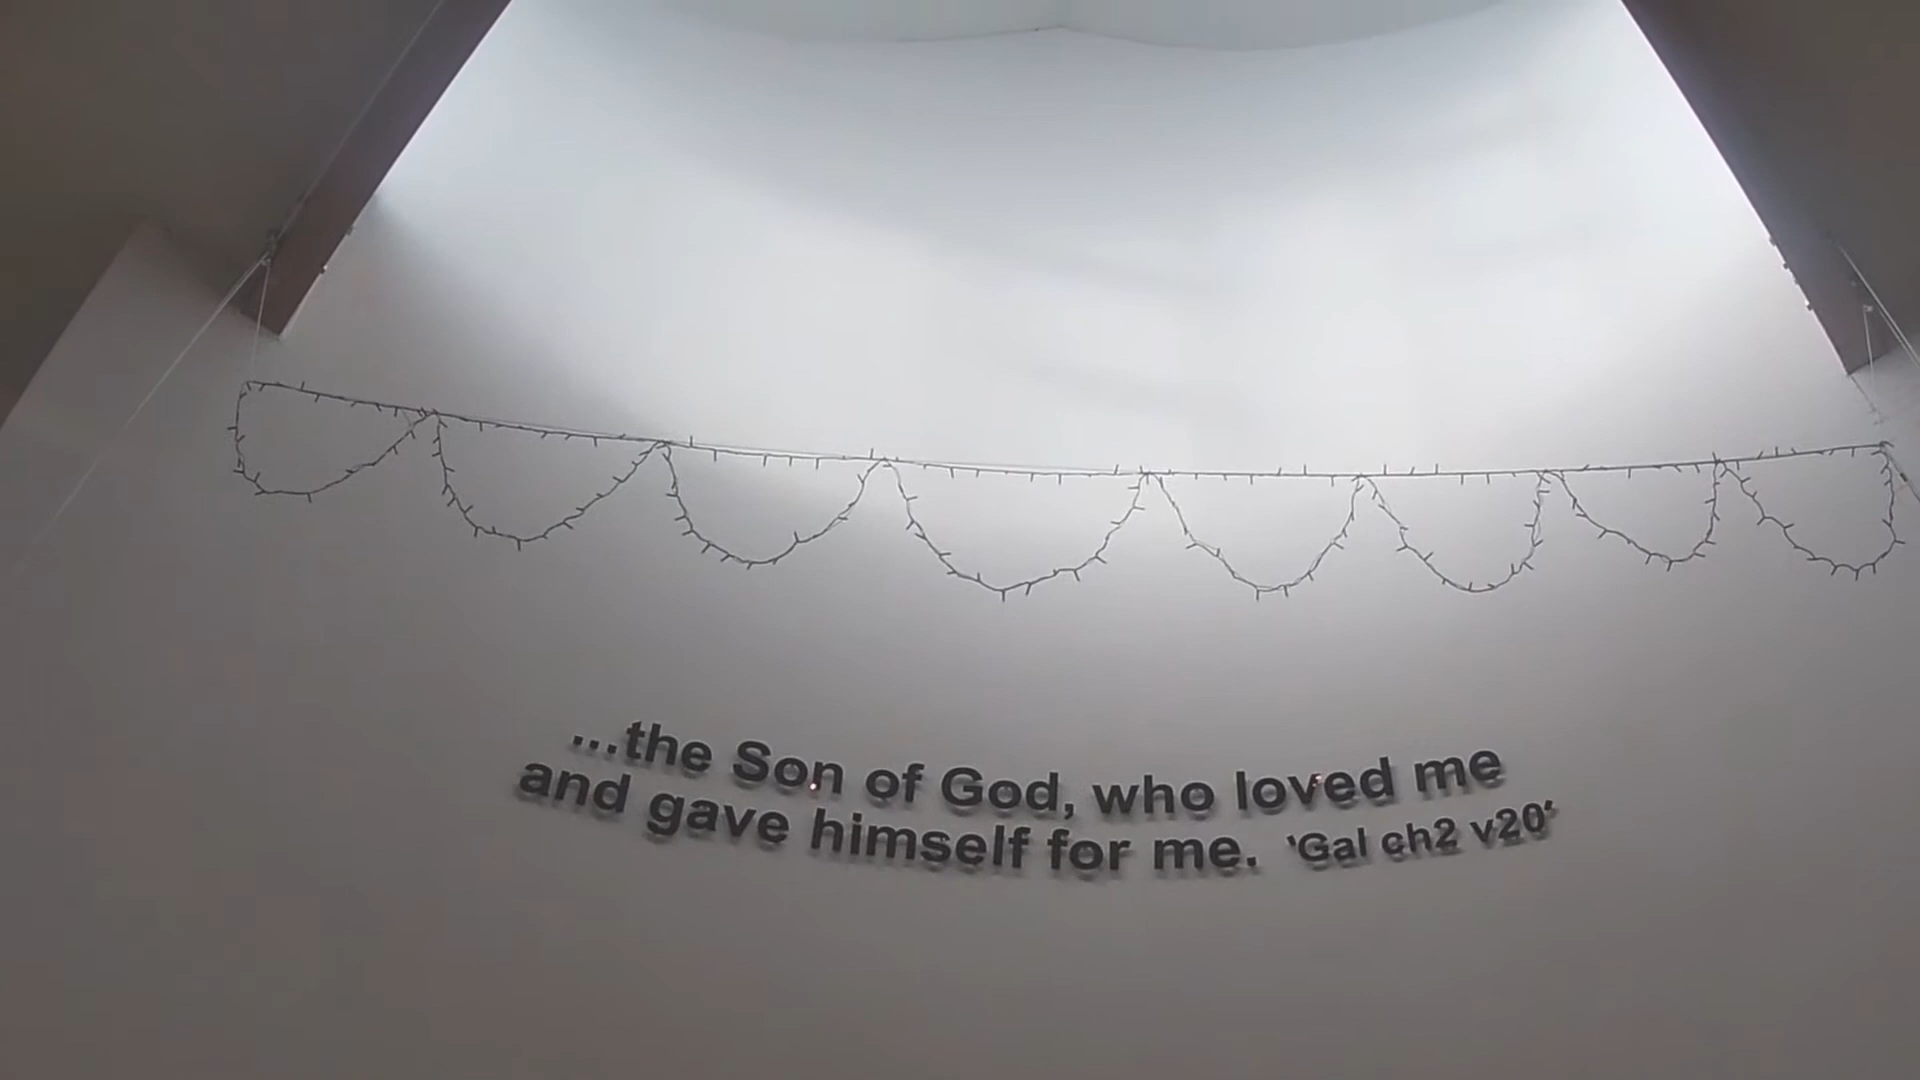 ...the Son of God, who loved me
and gave himself for me. 'Gal ch2 v20'